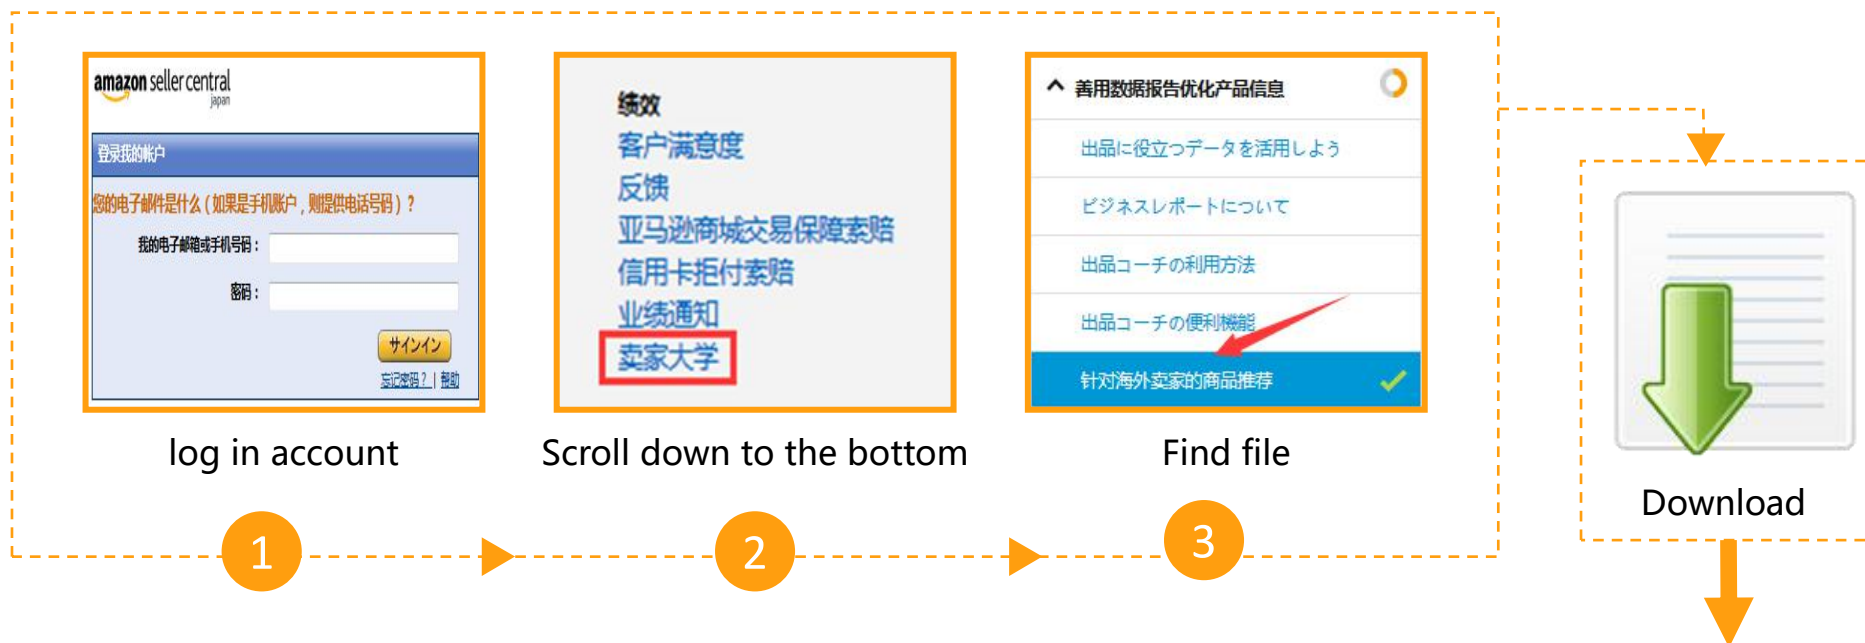 amazon seller central
japan
登录我的帐户
您的电子邮件是什么（如果是手机账户，则提供电话号码）？
我的电子邮箱或手机号码：
密码：
サインイン
忘记密码？ | 帮助
log in account
1
绩效
客户满意度
反馈
亚马逊商城交易保障索赔
信用卡拒付索赔
业绩通知
卖家大学
Scroll down to the bottom
2
善用数据报告优化产品信息
出品に役立つデータを活用しよう
ビジネスレポートについて
出品コーチの利用方法
出品コーチの便利機能
针对海外卖家的商品推荐
Find file
3
Download